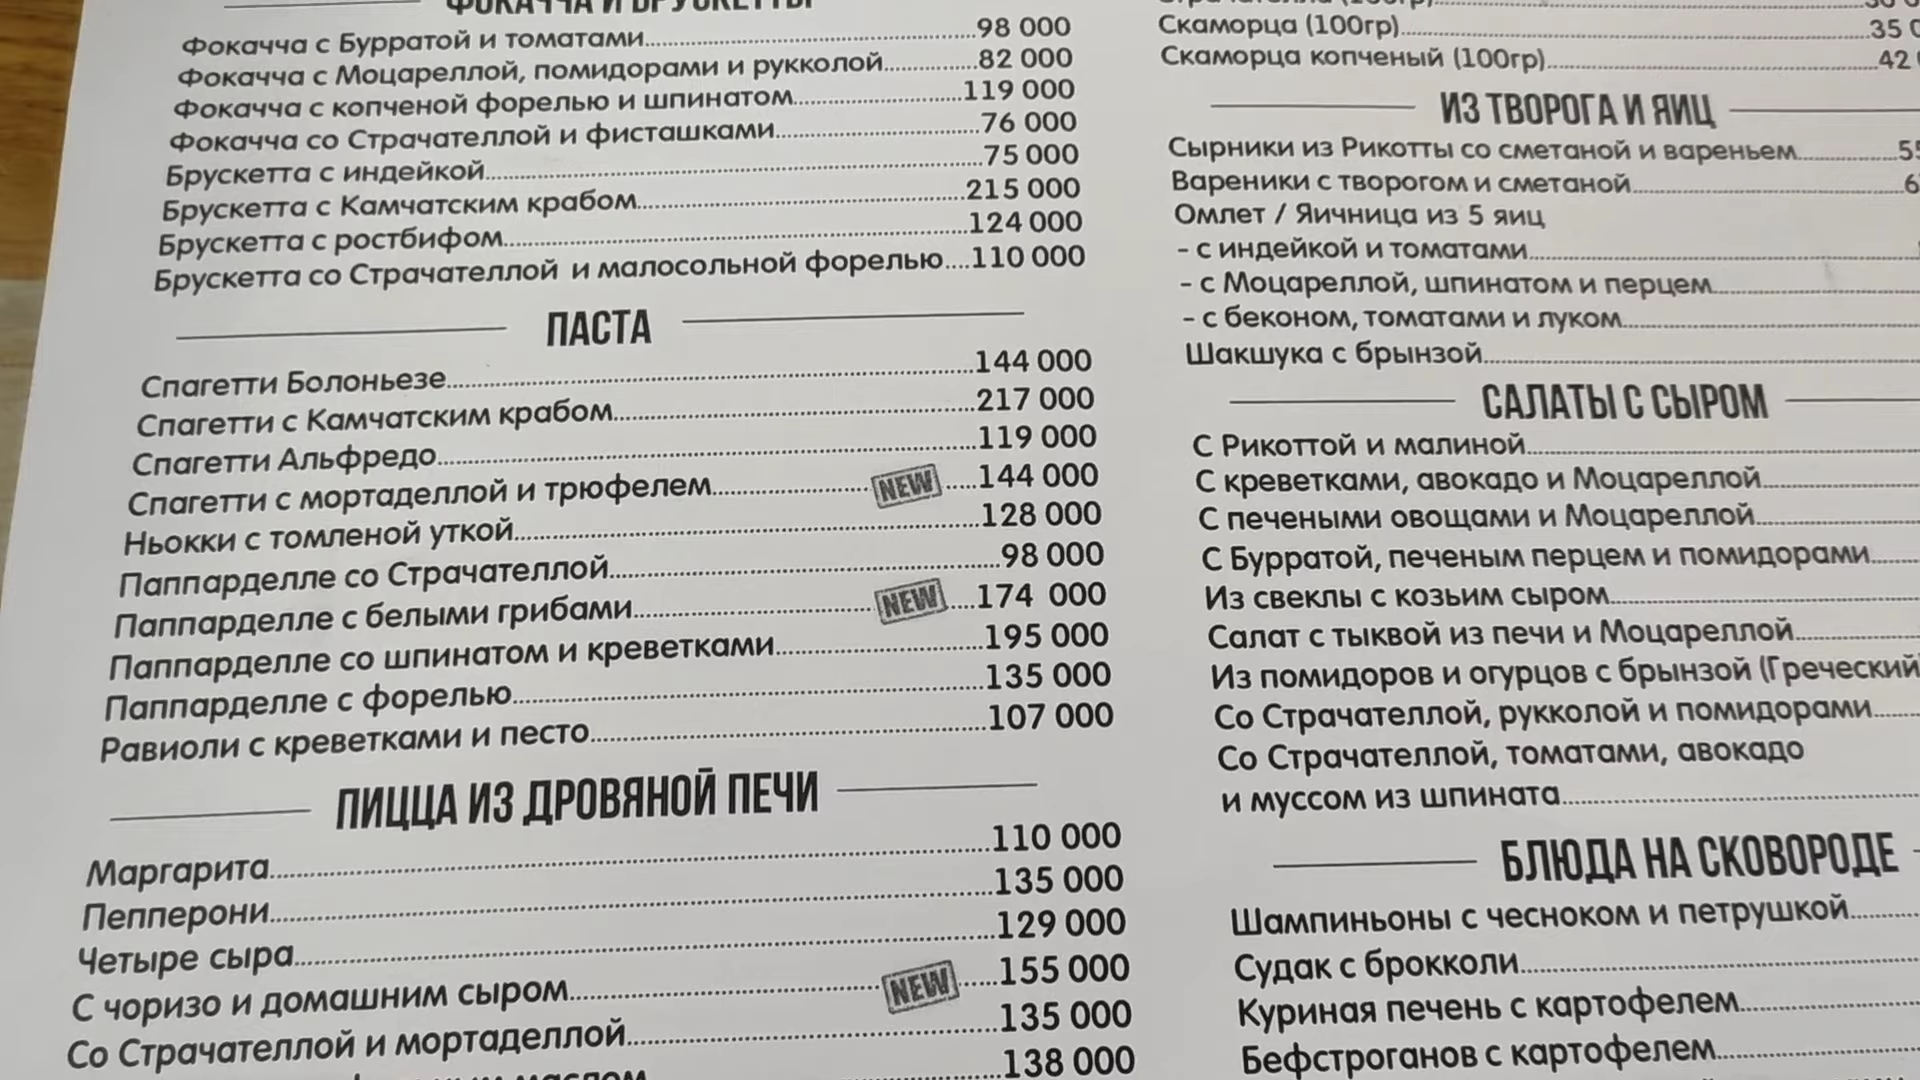 ФОКАЧЧА И БРУСКЕТТЫ
Фокачча с Бурратой и томатами 98 000
Фокачча с Моцареллой, помидорами и рукколой 82 000
Фокачча с копченой форелью и шпинатом 119 000
Фокачча со Страчателлой и фисташками 76 000
Брускетта с индейкой 75 000
Брускетта с Камчатским крабом 215 000
Брускетта с ростбифом 124 000
Брускетта со Страчателлой и малосольной форелью 110 000
ПАСТА
Спагетти Болоньезе 144 000
Спагетти с Камчатским крабом 217 000
Спагетти Альфредо 119 000
Спагетти с мортаделлой и трюфелем NEW 144 000
Ньокки с томленой уткой 128 000
Паппарделле со Страчателлой 98 000
Паппарделле с белыми грибами NEW 174 000
Паппарделле со шпинатом и креветками 195 000
Паппарделле с форелью 135 000
Равиоли с креветками и песто 107 000
ПИЦЦА ИЗ ДРОВЯНОЙ ПЕЧИ
Маргарита 110 000
Пепперони 135 000
Четыре сыра 129 000
С чоризо и домашним сыром NEW 155 000
Со Страчателлой и мортаделлой 135 000
маслом 138 000
Скаморца (100гр) 35
Скаморца копченый (100гр) 42
ИЗ ТВОРОГА И ЯИЦ
Сырники из Рикотты со сметаной и вареньем 55
Вареники с творогом и сметаной 6
Омлет / Яичница из 5 яиц
- с индейкой и томатами
- с Моцареллой, шпинатом и перцем
- с беконом, томатами и луком
Шакшука с брынзой
САЛАТЫ С СЫРОМ
С Рикоттой и малиной
С креветками, авокадо и Моцареллой
С печеными овощами и Моцареллой
С Бурратой, печеным перцем и помидорами
Из свеклы с козьим сыром
Салат с тыквой из печи и Моцареллой
Из помидоров и огурцов с брынзой (Греческий)
Со Страчателлой, рукколой и помидорами
Со Страчателлой, томатами, авокадо
и муссом из шпината
БЛЮДА НА СКОВОРОДЕ
Шампиньоны с чесноком и петрушкой
Судак с брокколи
Куриная печень с картофелем
Бефстроганов с картофелем